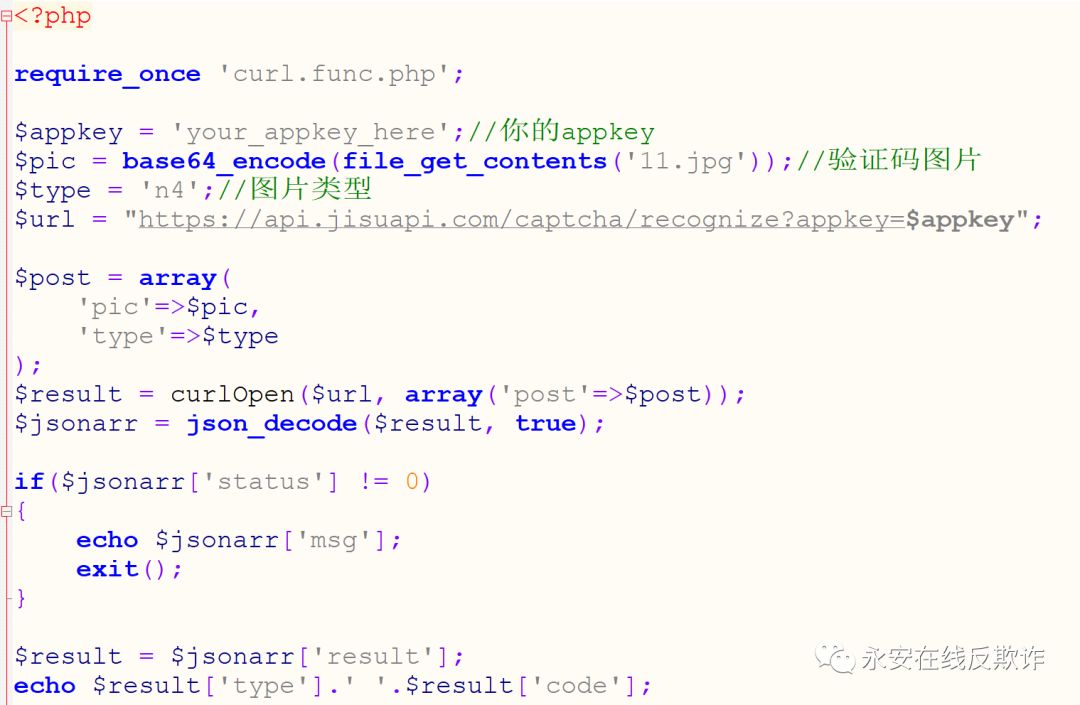 <?php
require_once 'curl.func.php';
$appkey = 'your_appkey_here';//你的appkey
$pic = base64_encode(file_get_contents('11.jpg'));//验证码图片
$type = 'n4';//图片类型
$url = "https://api.jisuapi.com/captcha/recognize?appkey=$appkey";
$post = array(
    'pic'=>$pic,
    'type'=>$type
);
$result = curlOpen($url, array('post'=>$post));
$jsonarr = json_decode($result, true);
if($jsonarr['status'] != 0)
{
    echo $jsonarr['msg'];
    exit();
}
$result = $jsonarr['result'];
echo $result['type'].' '.$result['code'];
永安在线反欺诈